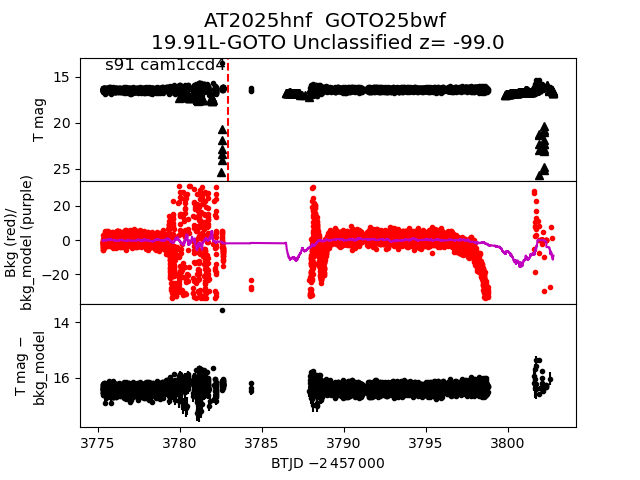 AT2025hnf  GOTO25bwf
19.91L-GOTO Unclassified z= -99.0
s91 cam1ccd4
T mag
15
20
25
Bkg (red)/
bkg_model (purple)
20
0
−20
T mag −
bkg_model
14
16
3775
3780
3785
3790
3795
3800
BTJD −2 457 000